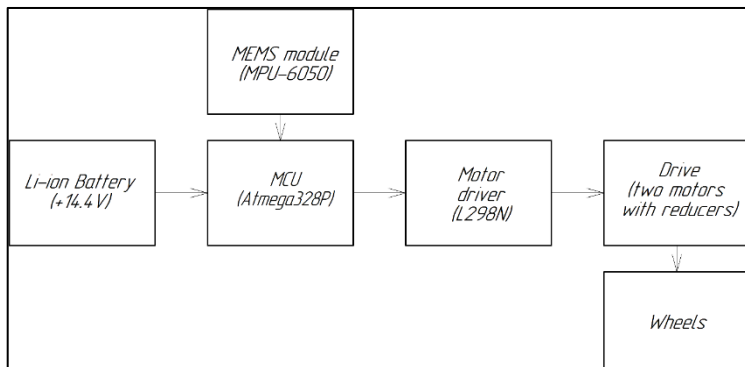 MEMS module
(MPU-6050)
Li-ion Battery
(+14.4V)
MCU
(Atmega328P)
Motor
driver
(L298N)
Drive
(two motors
with reducers)
Wheels